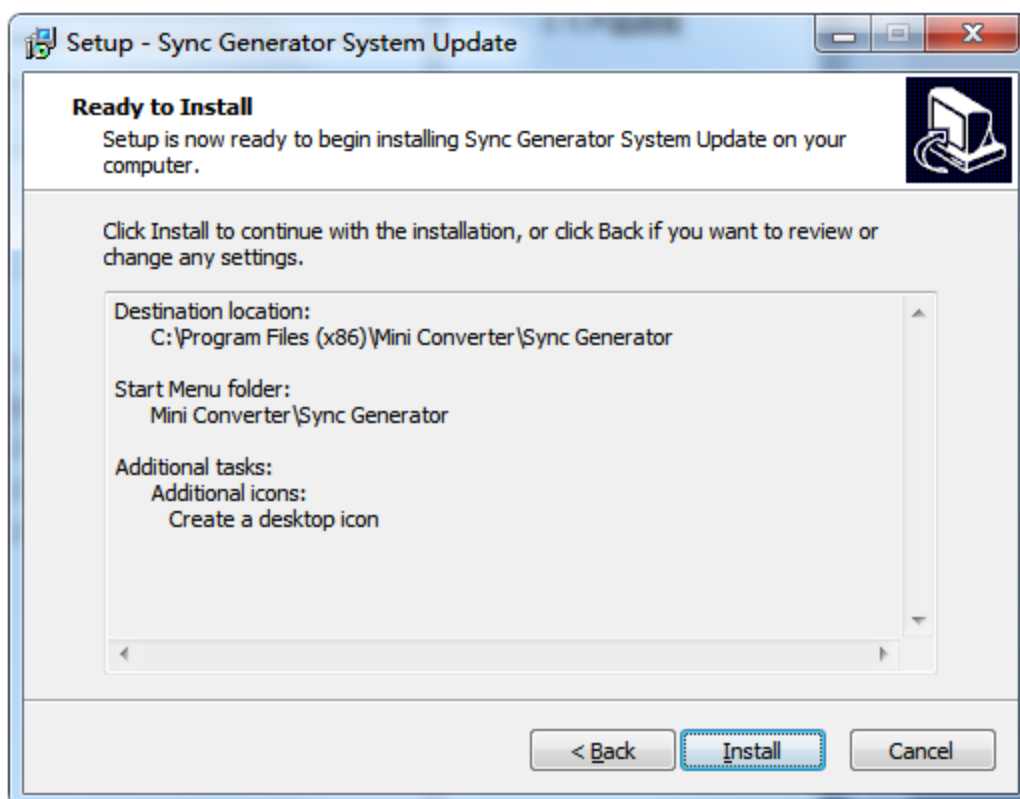 Setup - Sync Generator System Update
Ready to Install
Setup is now ready to begin installing Sync Generator System Update on your
computer.
Click Install to continue with the installation, or click Back if you want to review or
change any settings.
Destination location:
C:\Program Files (x86)\Mini Converter\Sync Generator
Start Menu folder:
Mini Converter\Sync Generator
Additional tasks:
Additional icons:
Create a desktop icon
< Back
Install
Cancel